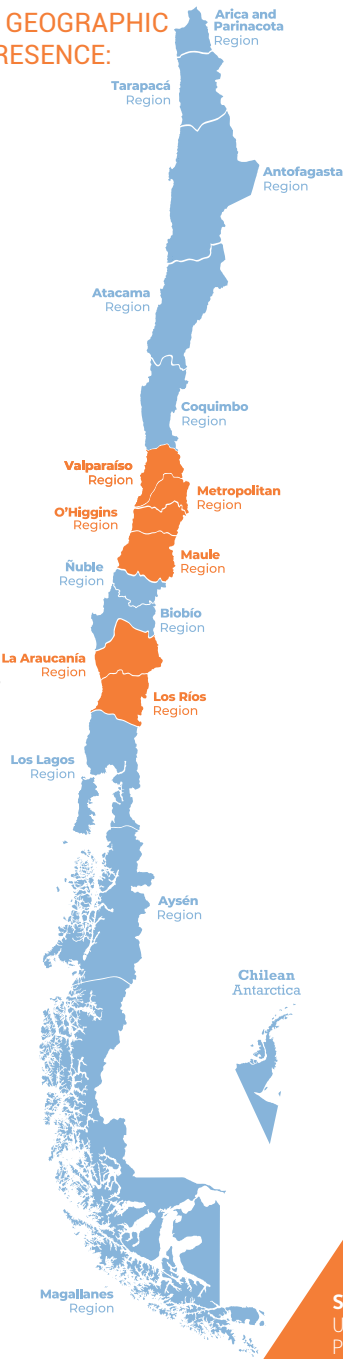 GEOGRAPHIC
RESENCE:
Arica and
Parinacota
Region
Tarapacá
Region
Antofagasta
Region
Atacama
Region
Coquimbo
Region
Valparaíso
Region
Metropolitan
Region
O'Higgins
Region
Maule
Region
Ñuble
Region
Biobío
Region
La Araucanía
Region
Los Ríos
Region
Los Lagos
Region
Aysén
Region
Chilean
Antarctica
Magallanes
Region
S
U
P